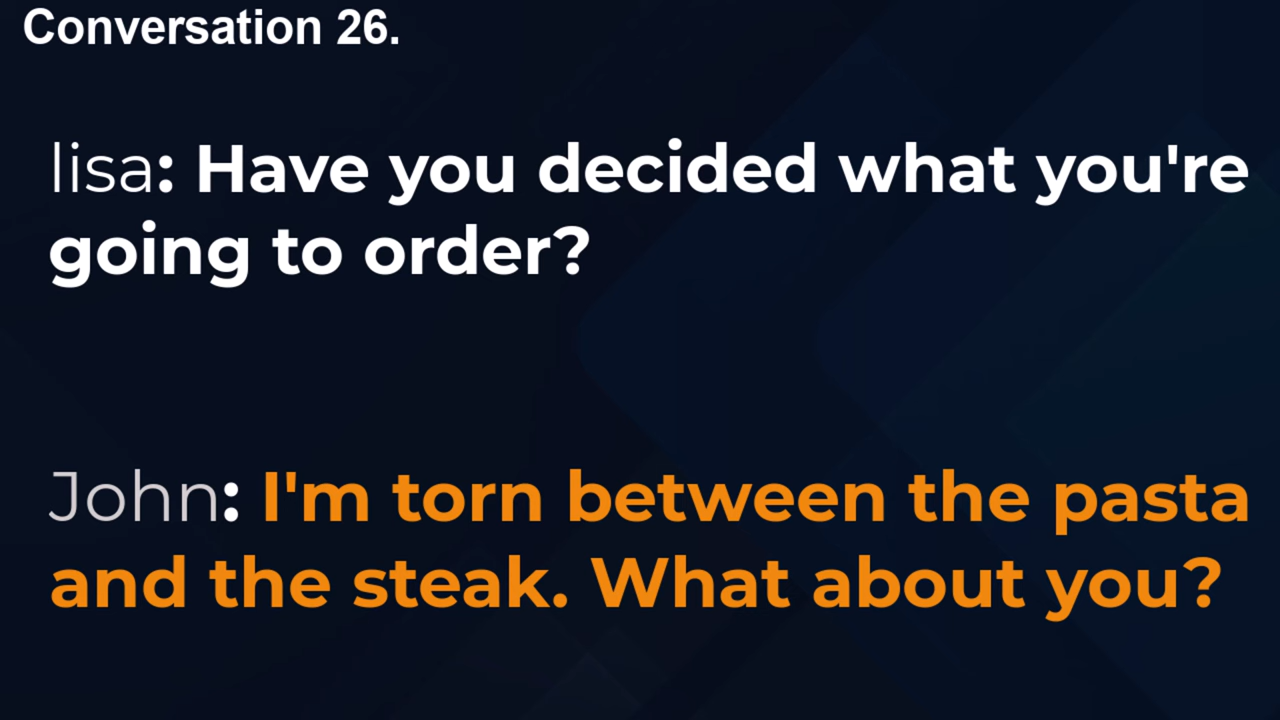 Conversation 26.
lisa: Have you decided what you're
going to order?
John: I'm torn between the pasta
and the steak. What about you?